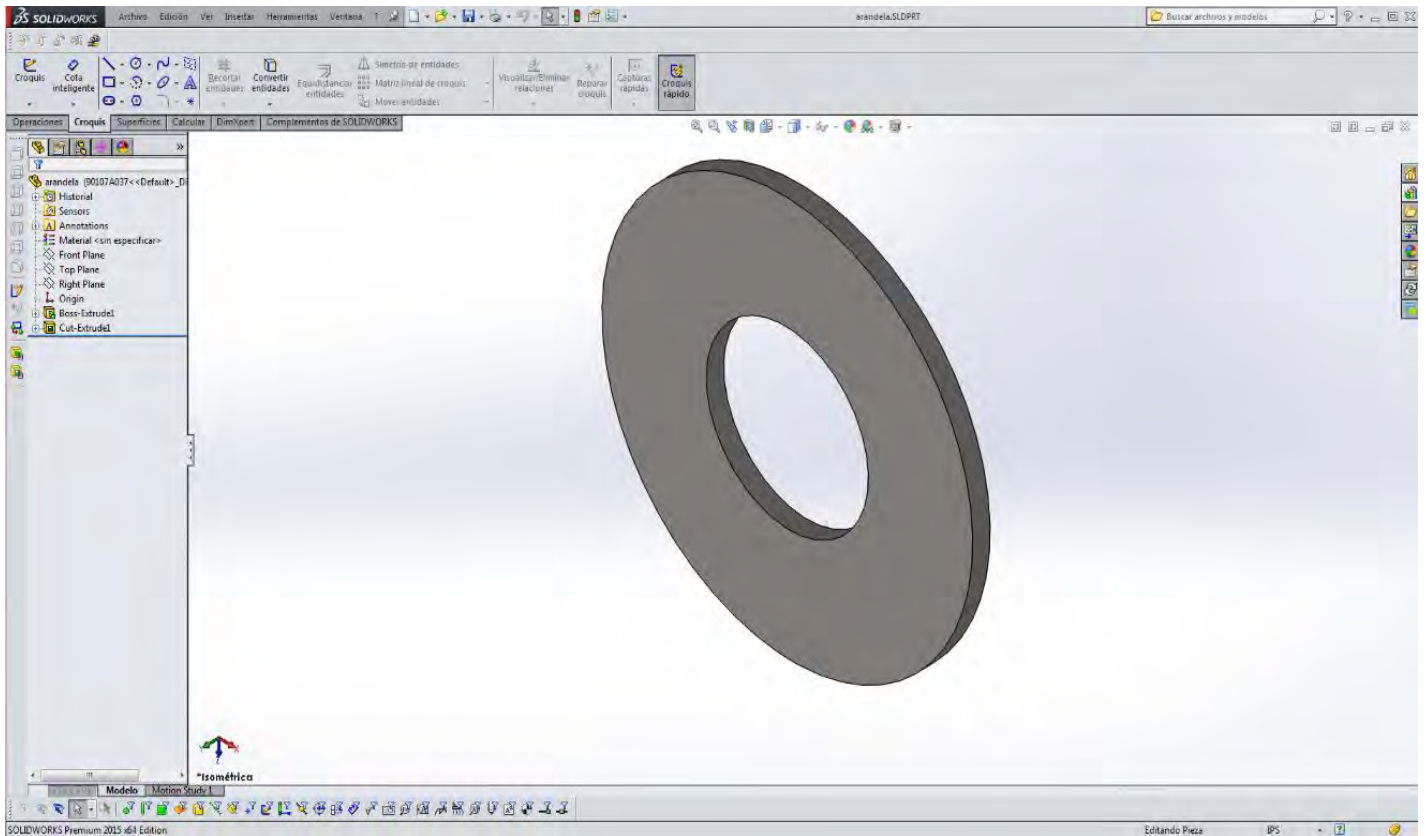 SOLIDWORKS Archivo Edición Ver Insertar Herramientas Ventana ? arandela.SLDPRT Buscar archivos y modelos
Croquis Cota inteligente Recortar entidades Convertir entidades Equidistanciar entidades Simetría de entidades Visualizar/Eliminar relaciones Reparar croquis Capturas rápidas Croquis rápido
Matriz lineal de croquis
Mover entidades
Operaciones Croquis Superficies Calcular DimXpert Complementos de SOLIDWORKS
arandela (90107A037<<Default>_Di
Historial
Sensors
A Annotations
Material <sin especificar>
Front Plane
Top Plane
Right Plane
Origin
Boss-Extrude1
Cut-Extrude1
*Isométrica
Modelo Motion Study 1
SOLIDWORKS Premium 2015 x64 Edition Editando Pieza IPS